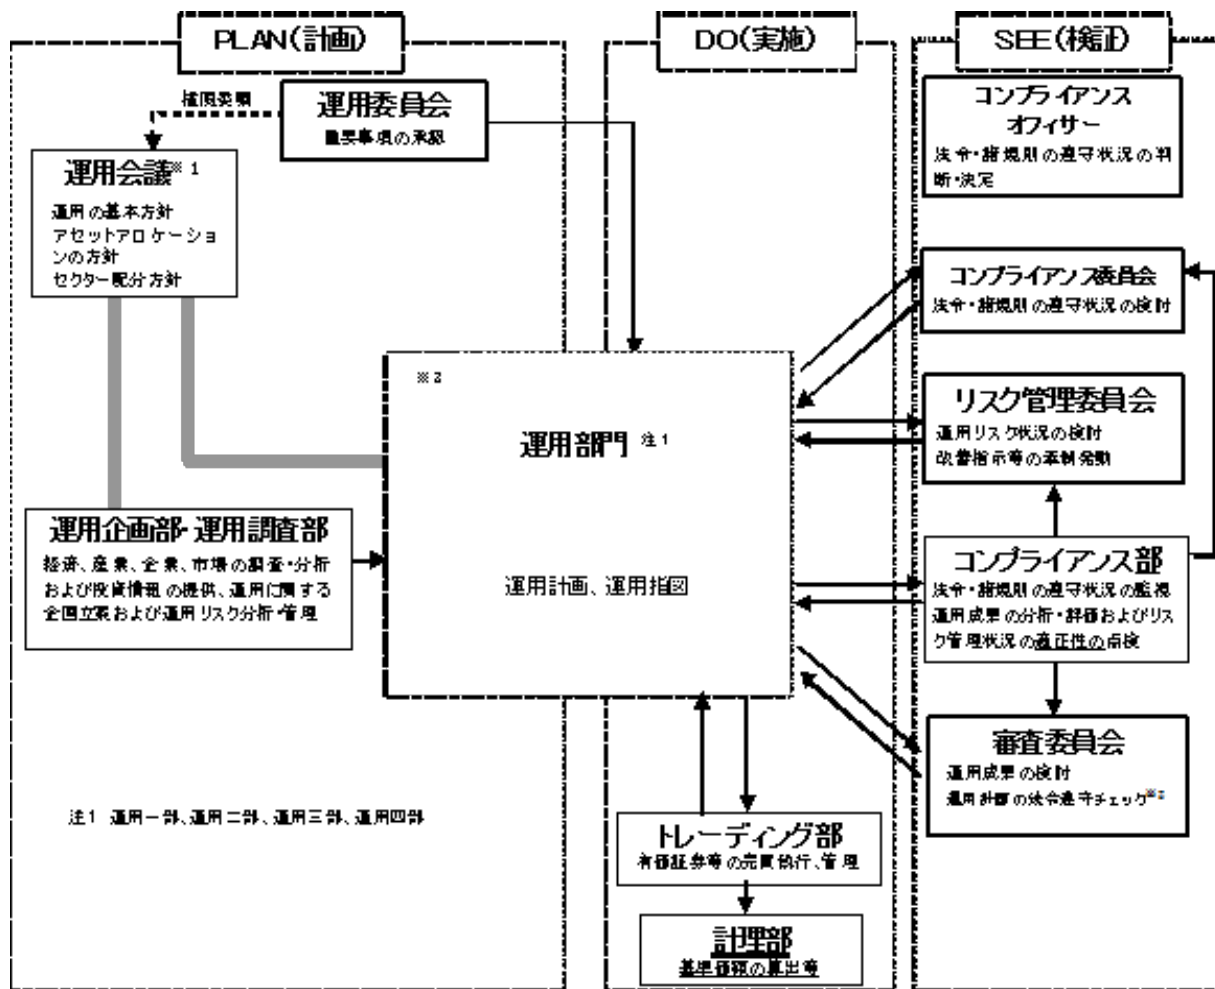 PLAN(計画)
権限委嘱
運用委員会
重要事項の承認
運用会議※1
運用の基本方針
アセットアロケーショ
ンの方針
セクター配分方針
運用企画部・運用調査部
経済、産業、企業、市場の調査・分析
および投資情報の提供、運用に関する
企画立案および運用リスク分析・管理
注1 運用一部、運用二部、運用三部、運用四部
DO(実施)
※2
運用部門 注1
運用計画、運用指図
トレーディング部
有価証券等の売買執行、管理
計理部
基準価額の算出等
SEE(検証)
コンプライアンス
オフィサー
法令・諸規則の遵守状況の判
断・決定
コンプライアンス委員会
法令・諸規則の遵守状況の検討
リスク管理委員会
運用リスク状況の検討
改善指示等の牽制発動
コンプライアンス部
法令・諸規則の遵守状況の監視
運用成果の分析・評価およびリス
ク管理状況の適正性の点検
審査委員会
運用成果の検討
運用計画の法令遵守チェック